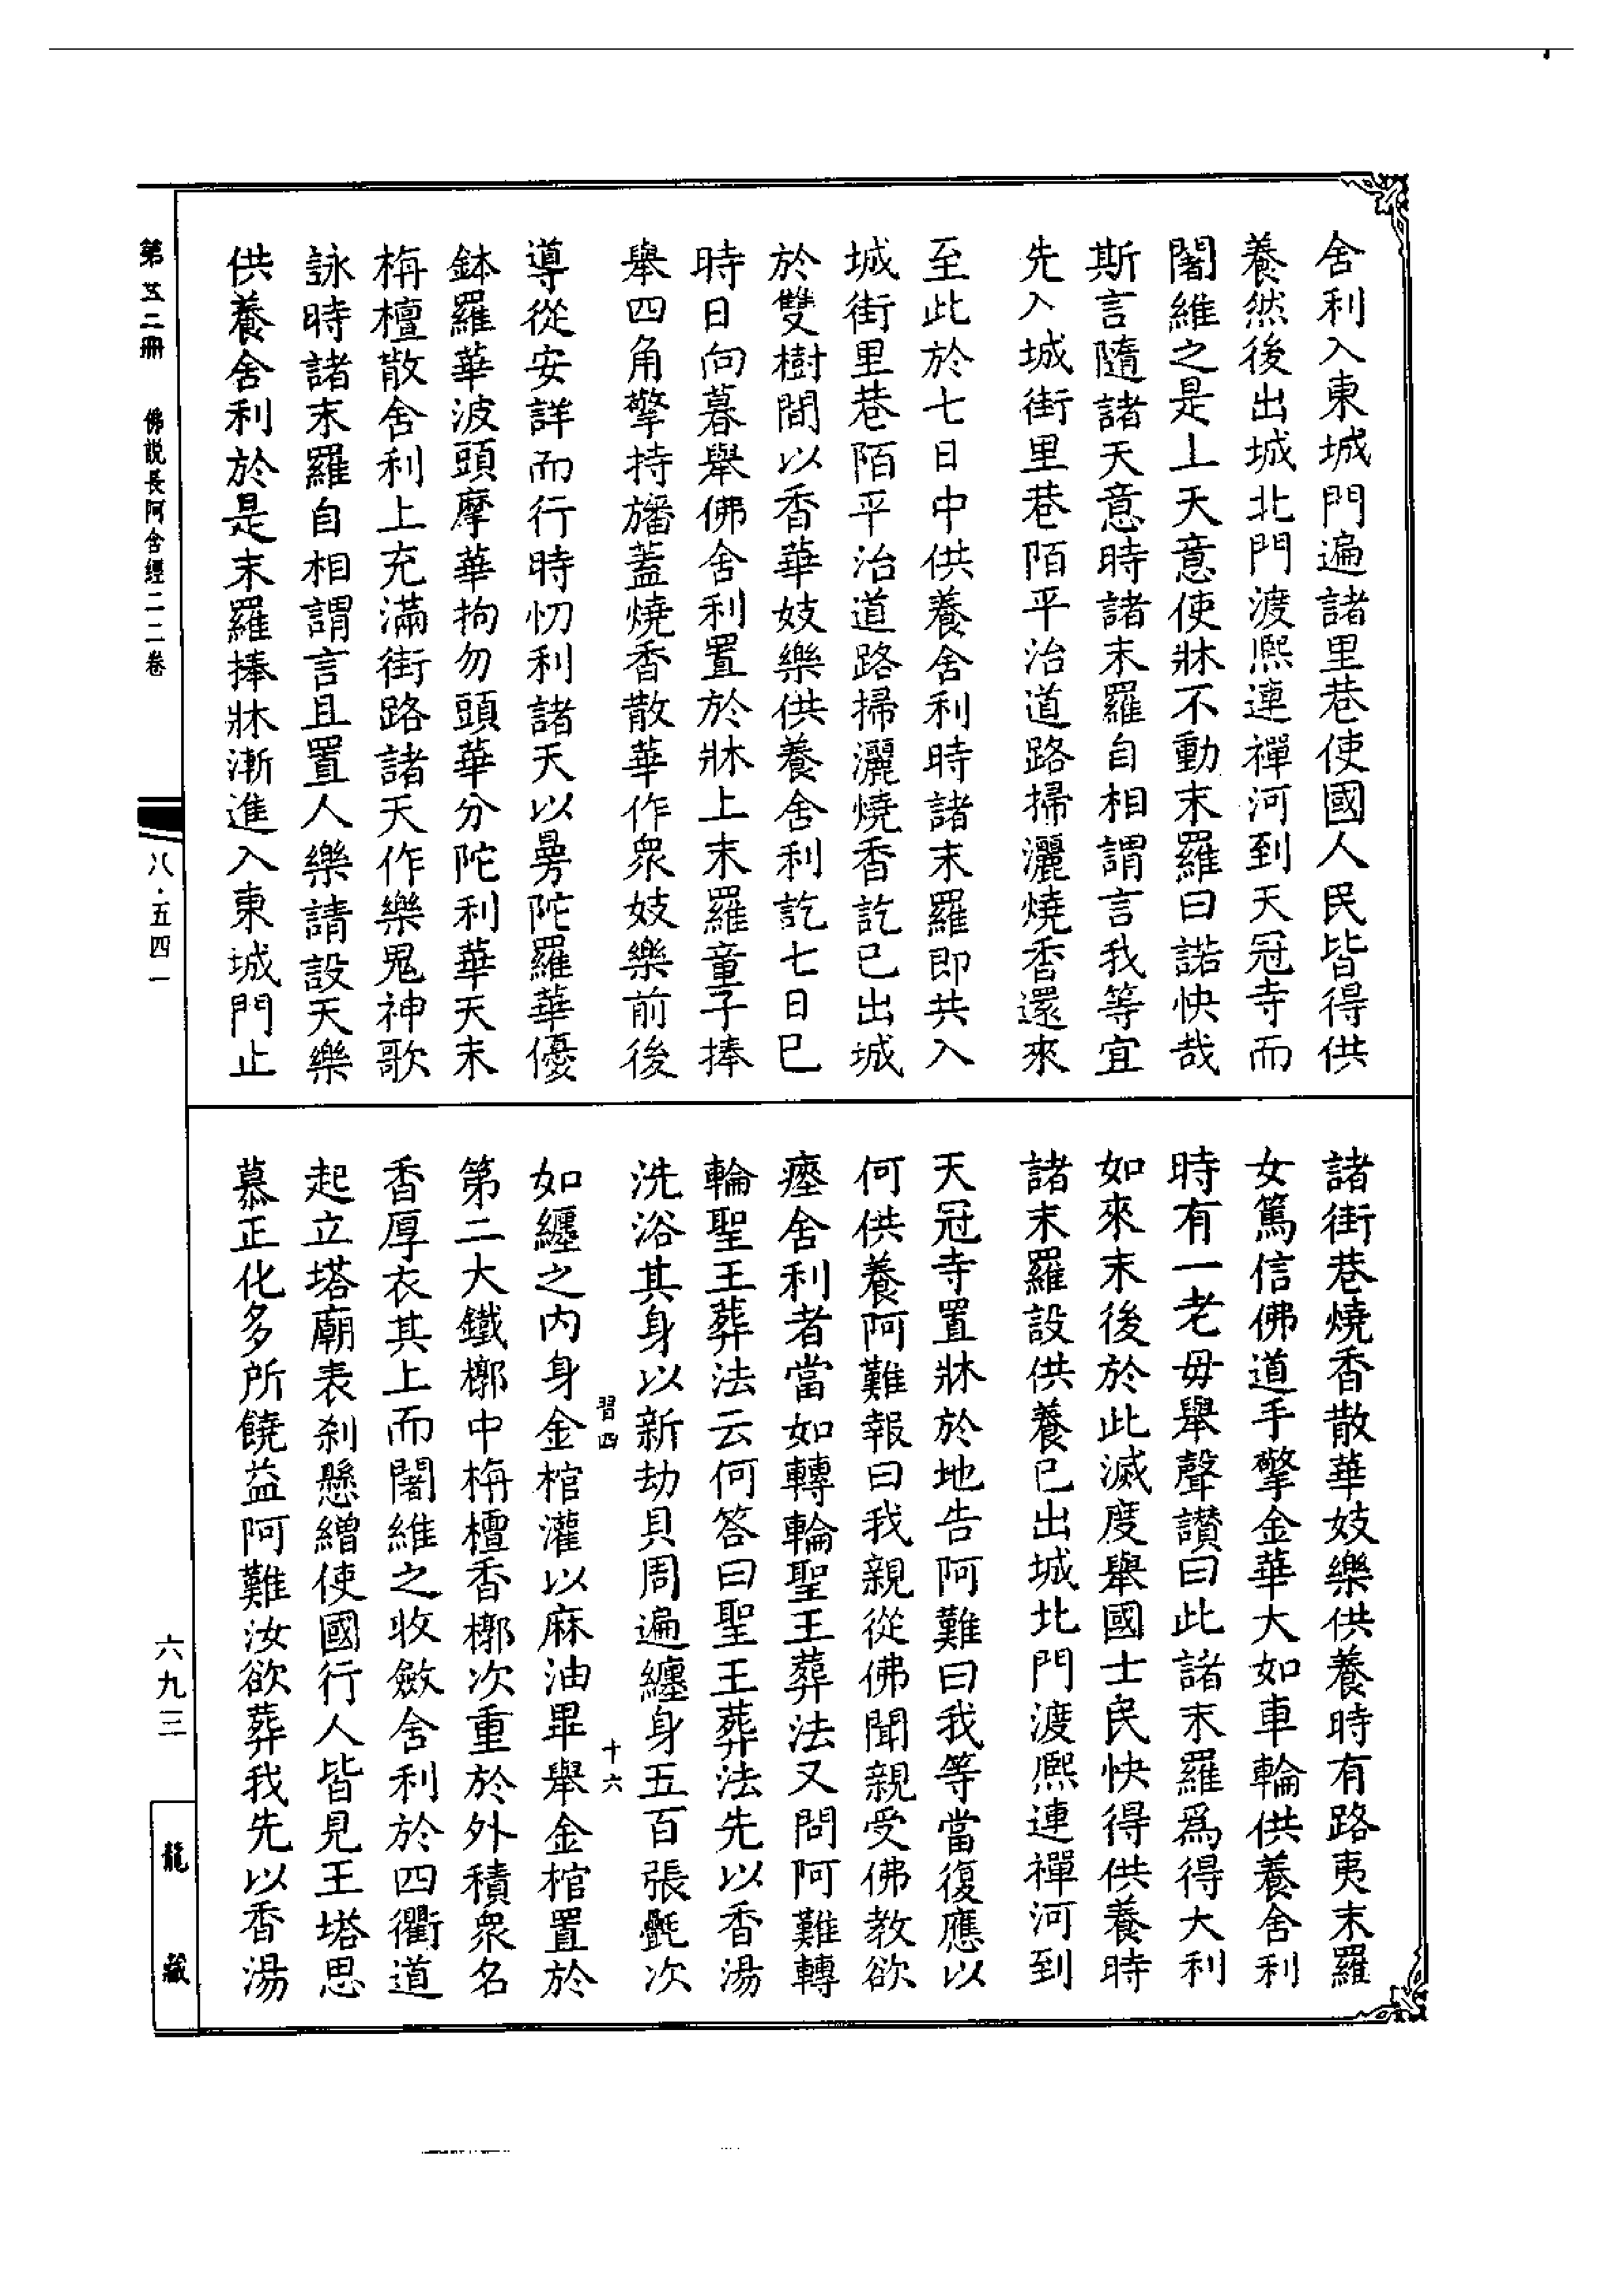 舍利入東城門遍諸里巷使國人民皆得供
養然後出城北門渡熈連禪河到天冠寺而
闍維之是上天意使牀不動末羅曰諾快哉
斯言隨諸天意時諸末羅自相謂言我等宜
先入城街里巷陌平治道路掃灑燒香還來
至此於七日中供養舍利時諸末羅即共入
城街里巷陌平治道路掃灑燒香訖已出城
於雙樹間以香華妓樂供養舍利訖七日已
時日向暮舉佛舍利置於牀上末羅童子捧
舉四角擎持旛蓋燒香散華作衆妓樂前後
導從安詳而行時忉利諸天以曼陀羅華優
鉢羅華波頭摩華拘勿頭華分陀利華天末
栴檀散舍利上充滿街路諸天作樂鬼神歌
詠時諸末羅自相謂言且置人樂請設天樂
供養舍利於是末羅捧牀漸進入東城門止
諸街巷燒香散華妓樂供養時有路夷末羅
女篤信佛道手擎金華大如車輪供養舍利
時有一老母舉聲讃曰此諸末羅爲得大利
如來末後於此滅度舉國士民快得供養時
諸末羅設供養已出城北門渡熈連禪河到
天冠寺置牀於地告阿難曰我等當復應以
何供養阿難報曰我親從佛聞親受佛教欲
瘞舍利者當如轉輪聖王葬法又問阿難轉
輪聖王葬法云何答曰聖王葬法先以香湯
洗浴其身以新劫貝周遍纏身五百張㲲次
習四 十六
如纏之内身金棺灌以麻油畢舉金棺置於
第二大鐵槨中栴檀香槨次重於外積衆名
香厚衣其上而闍維之收斂舍利於四衢道
起立塔廟表刹懸繒使國行人皆見王塔思
慕正化多所饒益阿難汝欲葬我先以香湯
第五二冊 佛說長阿含經二二卷
八·五四一
六九三
龍藏